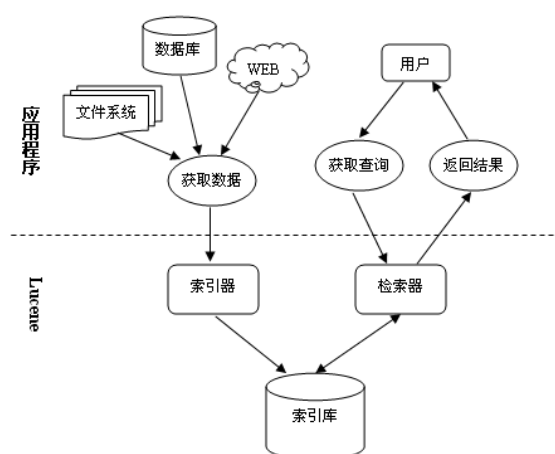 数据库
WEB
用户
文件系统
应用程序
获取数据
获取查询
返回结果
索引器
检索器
Lucene
索引库